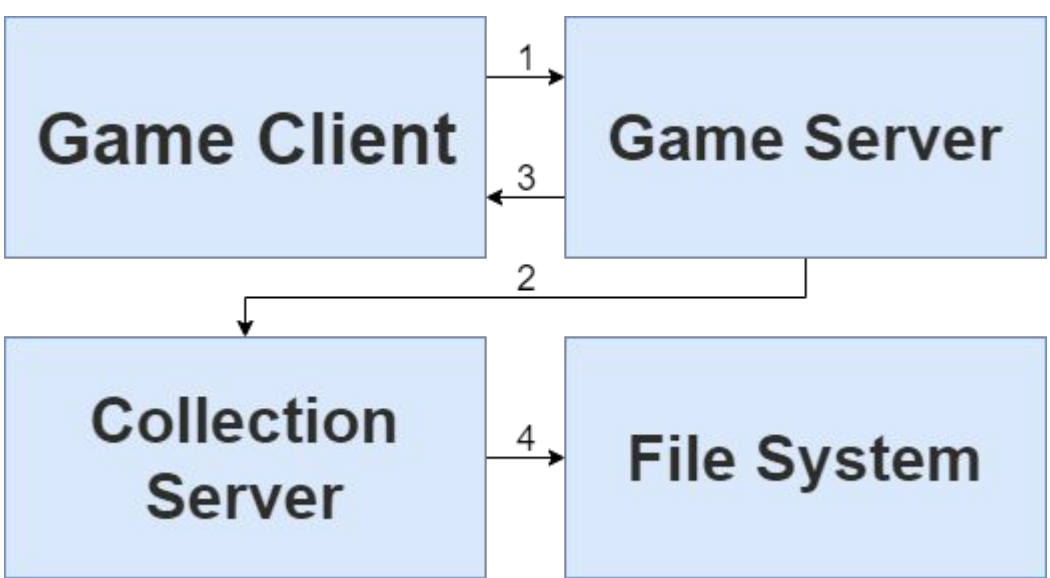 Game Client
1
Game Server
3
2
Collection
Server
4
File System